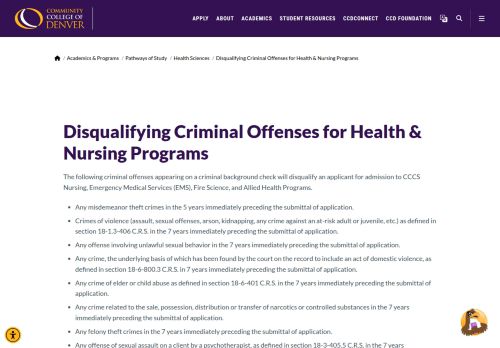 COMMUNITY
COLLEGE OF
DENVER
APPLY ABOUT ACADEMICS STUDENT RESOURCES CCDCONNECT CCD FOUNDATION
/ Academics & Programs / Pathways of Study / Health Sciences / Disqualifying Criminal Offenses for Health & Nursing Programs
Disqualifying Criminal Offenses for Health &
Nursing Programs
The following criminal offenses appearing on a criminal background check will disqualify an applicant for admission to CCCS
Nursing, Emergency Medical Services (EMS), Fire Science, and Allied Health Programs.
• Any misdemeanor theft crimes in the 5 years immediately preceding the submittal of application.
• Crimes of violence (assault, sexual offenses, arson, kidnapping, any crime against an at-risk adult or juvenile, etc.) as defined in
section 18-1.3-406 C.R.S. in the 7 years immediately preceding the submittal of application.
• Any offense involving unlawful sexual behavior in the 7 years immediately preceding the submittal of application.
• Any crime, the underlying basis of which has been found by the court on the record to include an act of domestic violence, as
defined in section 18-6-800.3 C.R.S. in 7 years immediately preceding the submittal of application.
• Any crime of elder or child abuse as defined in section 18-6-401 C.R.S. in the 7 years immediately preceding the submittal of
application.
• Any crime related to the sale, possession, distribution or transfer of narcotics or controlled substances in the 7 years
immediately preceding the submittal of application.
• Any felony theft crimes in the 7 years immediately preceding the submittal of application.
• Any offense of sexual assault on a client by a psychotherapist, as defined in section 18-3-405.5 C.R.S. in the 7 years